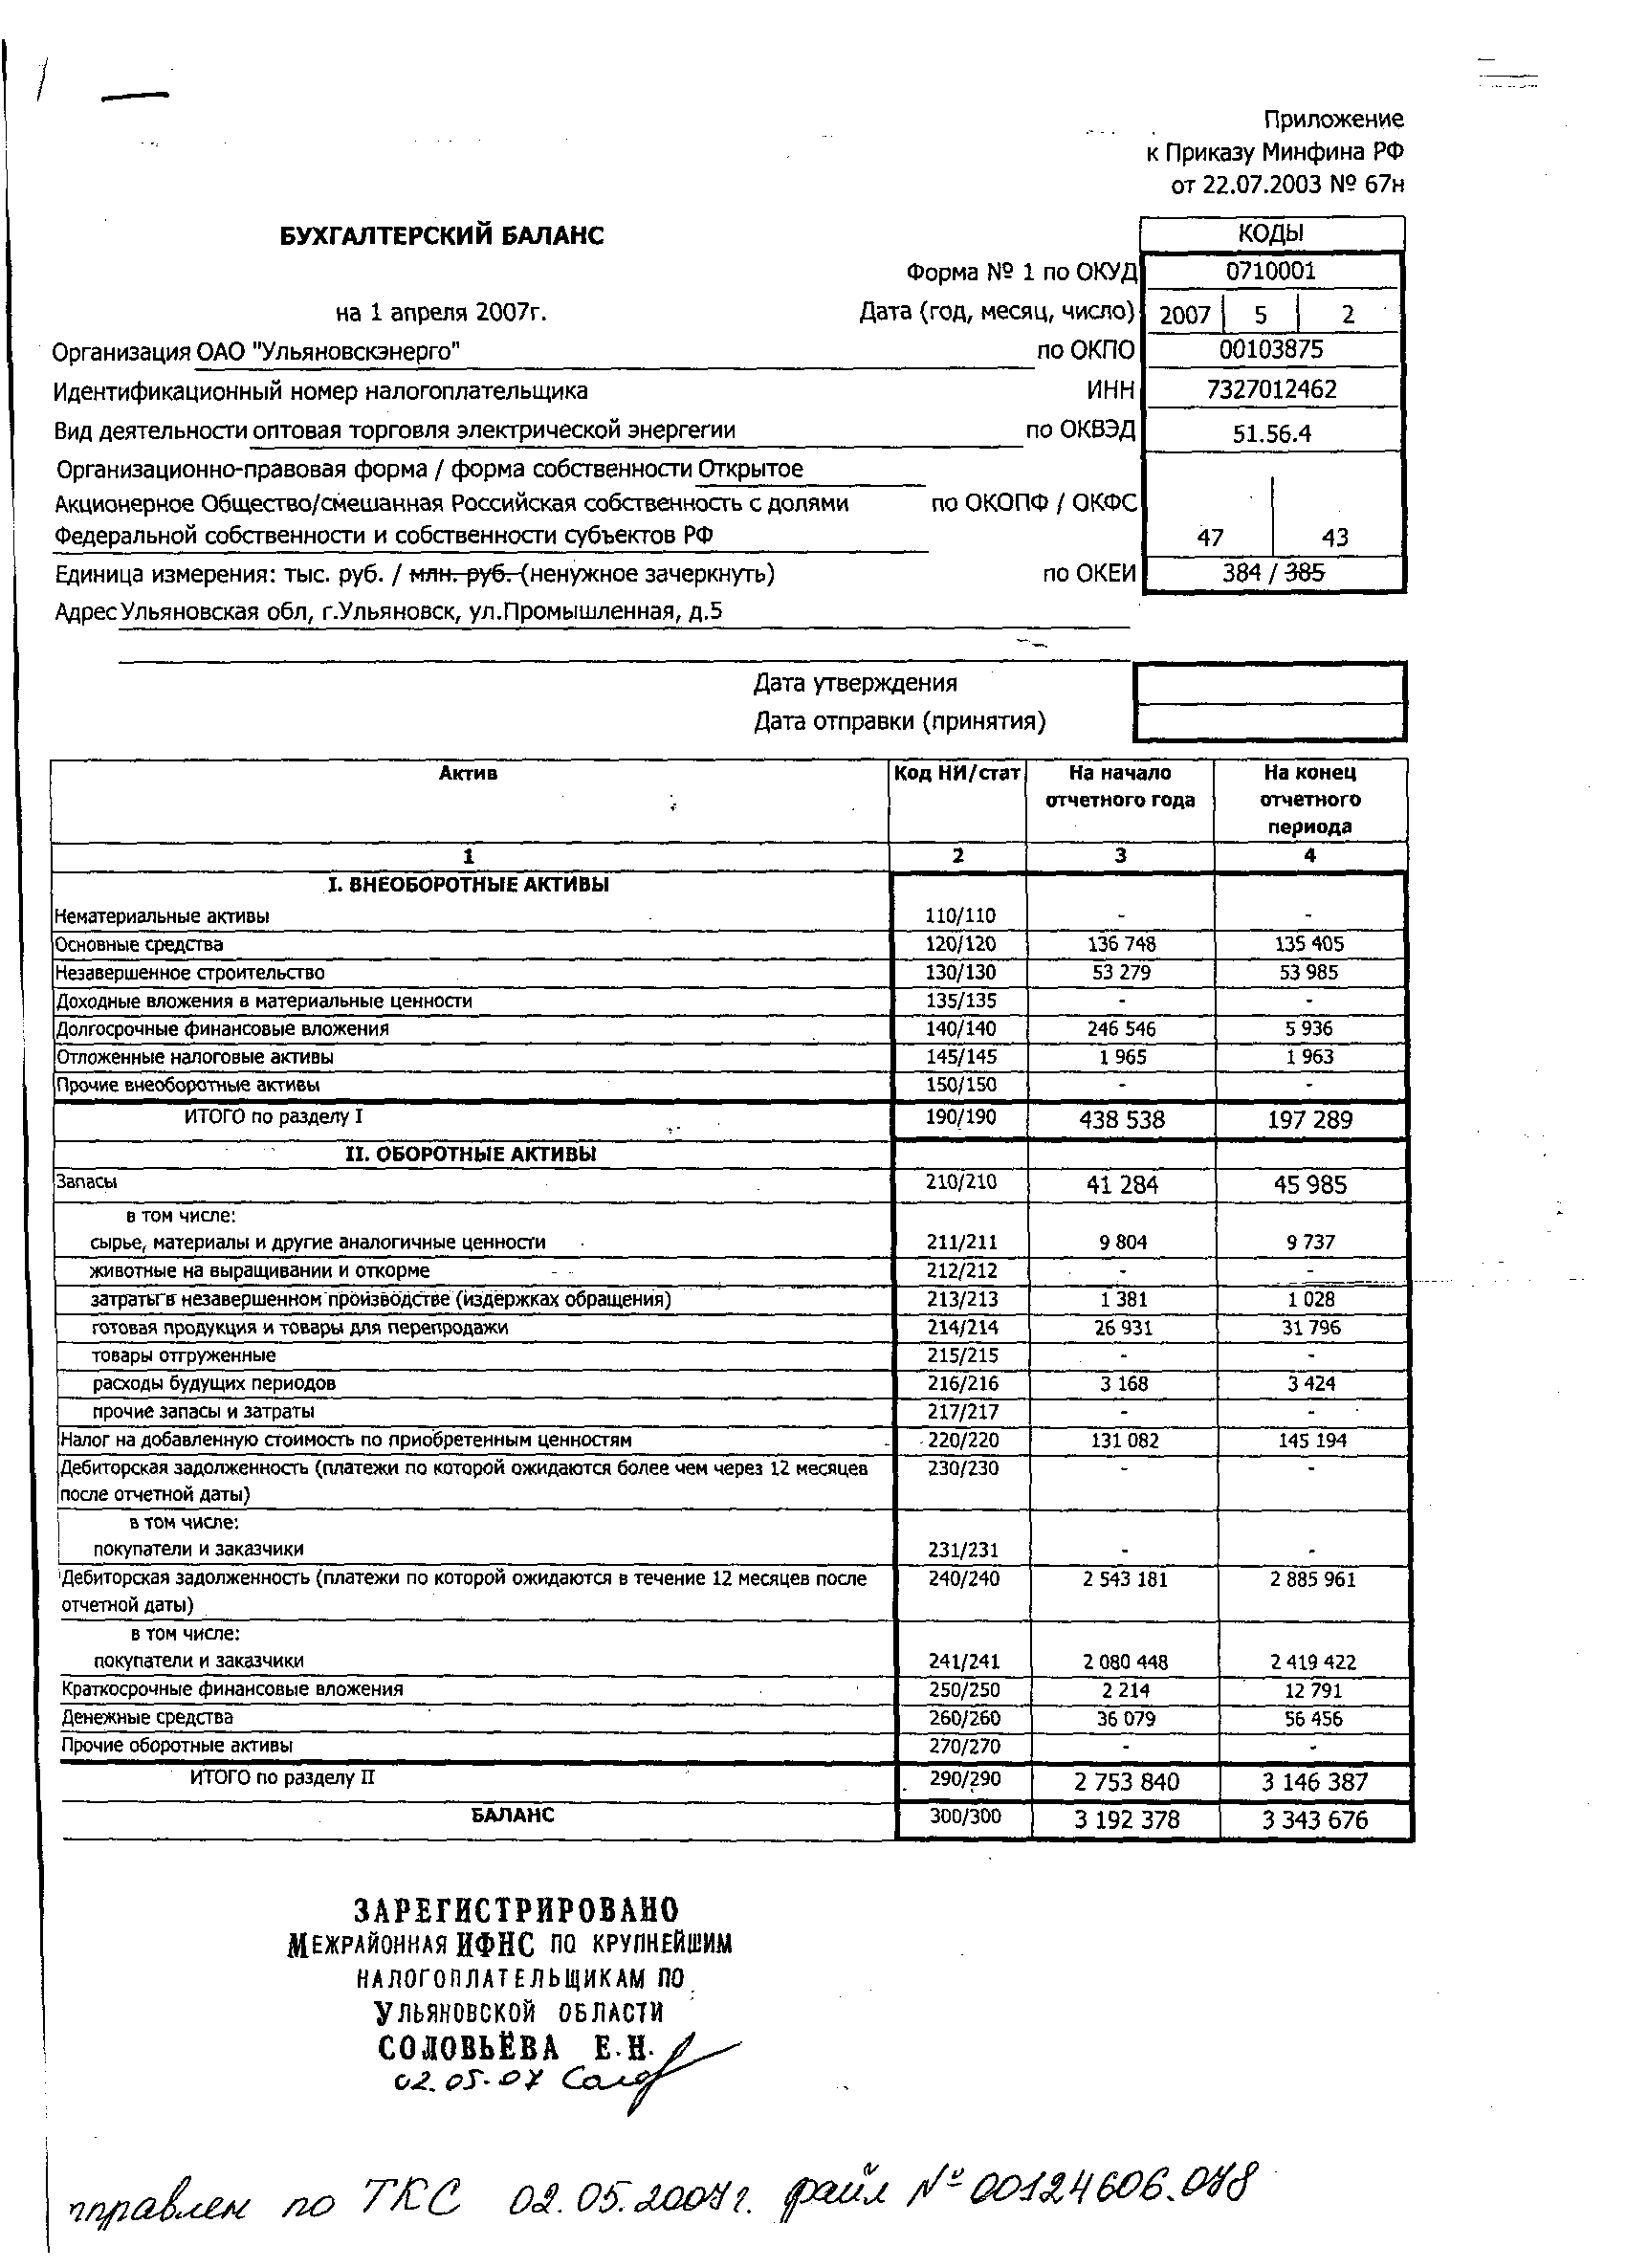 Приложение
к Приказу Минфина РФ
от 22.07.2003 № 67н
БУХГАЛТЕРСКИЙ БАЛАНС
КОДЫ
Форма № 1 по ОКУД 0710001
на 1 апреля 2007г. Дата (год, месяц, число) 2007 5 2
Организация ОАО "Ульяновскэнерго" по ОКПО 00103875
Идентификационный номер налогоплательщика ИНН 7327012462
Вид деятельности оптовая торговля электрической энергегии по ОКВЭД 51.56.4
Организационно-правовая форма / форма собственности Открытое
Акционерное Общество/смешанная Российская собственность с долями по ОКОПФ / ОКФС
Федеральной собственности и собственности субъектов РФ 47 43
Единица измерения: тыс. руб. / млн. руб. (ненужное зачеркнуть) по ОКЕИ 384 / 385
Адрес Ульяновская обл, г.Ульяновск, ул.Промышленная, д.5
Дата утверждения
Дата отправки (принятия)
Актив Код НИ/стат На начало На конец
отчетного года отчетного
периода
1 2 3 4
I. ВНЕОБОРОТНЫЕ АКТИВЫ
Нематериальные активы 110/110 - -
Основные средства 120/120 136 748 135 405
Незавершенное строительство 130/130 53 279 53 985
Доходные вложения в материальные ценности 135/135 - -
Долгосрочные финансовые вложения 140/140 246 546 5 936
Отложенные налоговые активы 145/145 1 965 1 963
Прочие внеоборотные активы 150/150 - -
ИТОГО по разделу I 190/190 438 538 197 289
II. ОБОРОТНЫЕ АКТИВЫ
Запасы 210/210 41 284 45 985
в том числе:
сырье, материалы и другие аналогичные ценности 211/211 9 804 9 737
животные на выращивании и откорме 212/212 - -
затраты в незавершенном производстве (издержках обращения) 213/213 1 381 1 028
готовая продукция и товары для перепродажи 214/214 26 931 31 796
товары отгруженные 215/215 - -
расходы будущих периодов 216/216 3 168 3 424
прочие запасы и затраты 217/217 - -
Налог на добавленную стоимость по приобретенным ценностям 220/220 131 082 145 194
Дебиторская задолженность (платежи по которой ожидаются более чем через 12 месяцев 230/230 - -
после отчетной даты)
в том числе:
покупатели и заказчики 231/231 - -
Дебиторская задолженность (платежи по которой ожидаются в течение 12 месяцев после 240/240 2 543 181 2 885 961
отчетной даты)
в том числе:
покупатели и заказчики 241/241 2 080 448 2 419 422
Краткосрочные финансовые вложения 250/250 2 214 12 791
Денежные средства 260/260 36 079 56 456
Прочие оборотные активы 270/270 - -
ИТОГО по разделу II 290/290 2 753 840 3 146 387
БАЛАНС 300/300 3 192 378 3 343 676
ЗАРЕГИСТРИРОВАНО
МЕЖРАЙОННАЯ ИФНС ПО КРУПНЕЙШИМ
НАЛОГОПЛАТЕЛЬЩИКАМ ПО
УЛЬЯНОВСКОЙ ОБЛАСТИ
СОЛОВЬЁВА Е.Н.
02.05.07
тправлен по ТКС 02.05.2007г. файл № 00124606.078